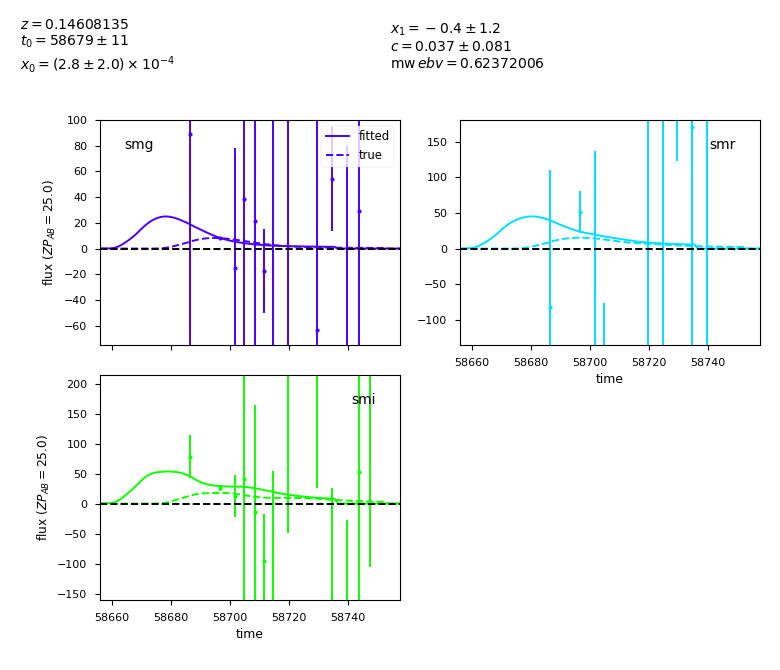 z = 0.14608135
t₀ = 58679 ± 11
x₀ = (2.8 ± 2.0) × 10⁻⁴
x₁ = −0.4 ± 1.2
c = 0.037 ± 0.081
mw ebv = 0.62372006
smg
fitted
true
100
80
60
40
20
0
−20
−40
−60
flux (ZP_AB = 25.0)
smr
150
100
50
0
−50
−100
58660 58680 58700 58720 58740
time
smi
200
150
100
50
0
−50
−100
−150
flux (ZP_AB = 25.0)
58660 58680 58700 58720 58740
time